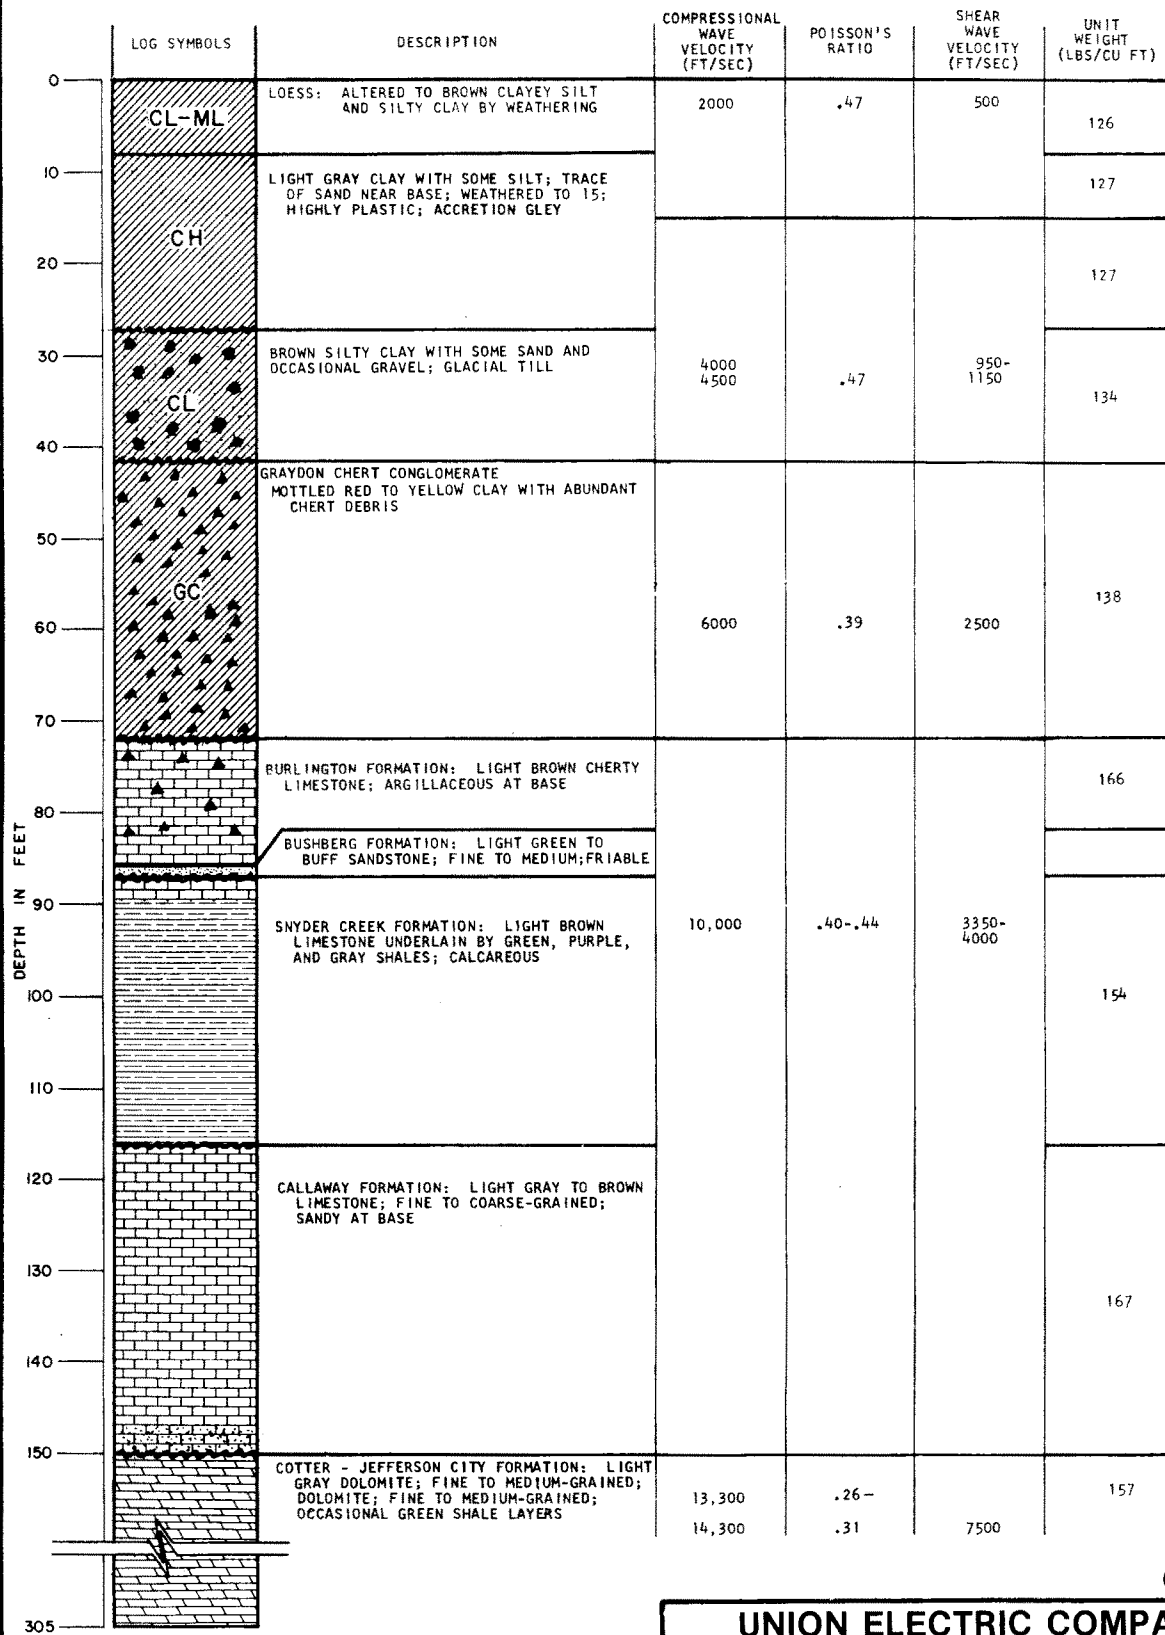 LOG SYMBOLS
DESCRIPTION
COMPRESSIONAL
WAVE
VELOCITY
(FT/SEC)
POISSON'S
RATIO
SHEAR
WAVE
VELOCITY
(FT/SEC)
UNIT
WEIGHT
(LBS/CU FT)
DEPTH IN FEET
0
10
20
30
40
50
60
70
80
90
100
110
120
130
140
150
305
CL-ML
LOESS: ALTERED TO BROWN CLAYEY SILT
AND SILTY CLAY BY WEATHERING
2000
.47
500
126
CH
LIGHT GRAY CLAY WITH SOME SILT; TRACE
OF SAND NEAR BASE; WEATHERED TO 15;
HIGHLY PLASTIC; ACCRETION GLEY
127
127
CL
BROWN SILTY CLAY WITH SOME SAND AND
OCCASIONAL GRAVEL; GLACIAL TILL
4000
4500
.47
950-
1150
134
GC
GRAYDON CHERT CONGLOMERATE
MOTTLED RED TO YELLOW CLAY WITH ABUNDANT
CHERT DEBRIS
6000
.39
2500
138
BURLINGTON FORMATION: LIGHT BROWN CHERTY
LIMESTONE; ARGILLACEOUS AT BASE
166
BUSHBERG FORMATION: LIGHT GREEN TO
BUFF SANDSTONE; FINE TO MEDIUM;FRIABLE
SNYDER CREEK FORMATION: LIGHT BROWN
LIMESTONE UNDERLAIN BY GREEN, PURPLE,
AND GRAY SHALES; CALCAREOUS
10,000
.40-.44
3350-
4000
154
CALLAWAY FORMATION: LIGHT GRAY TO BROWN
LIMESTONE; FINE TO COARSE-GRAINED;
SANDY AT BASE
167
COTTER - JEFFERSON CITY FORMATION: LIGHT
GRAY DOLOMITE; FINE TO MEDIUM-GRAINED;
DOLOMITE; FINE TO MEDIUM-GRAINED;
OCCASIONAL GREEN SHALE LAYERS
13,300
14,300
.26-
.31
7500
157
UNION ELECTRIC COMPA